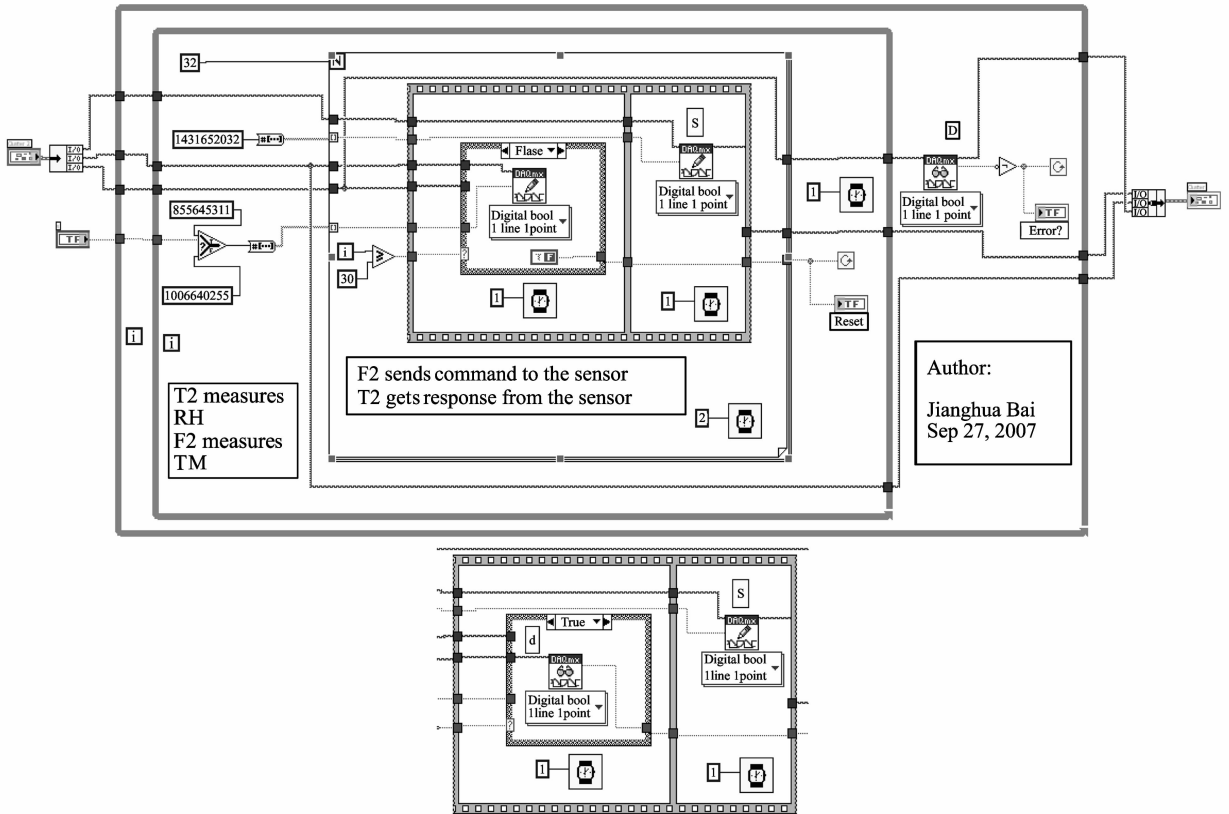 32
N
1431652032
#[...]
I/O
I/O
I/O
TF
855645311
?
#[...]
1006640255
i
i
i
30
Flase
DAQmx
Digital bool
1 line 1point
?
F
1
S
DAQmx
Digital bool
1 line 1 point
1
1
TF
Reset
D
DAQmx
Digital bool
1 line 1 point
TF
Error?
I/O
I/O
I/O
T2 measures
RH
F2 measures
TM
F2 sends command to the sensor
T2 gets response from the sensor
2
Author:
Jianghua Bai
Sep 27, 2007
True
d
DAQmx
Digital bool
1line 1point
?
1
S
DAQmx
Digital bool
1line 1point
1